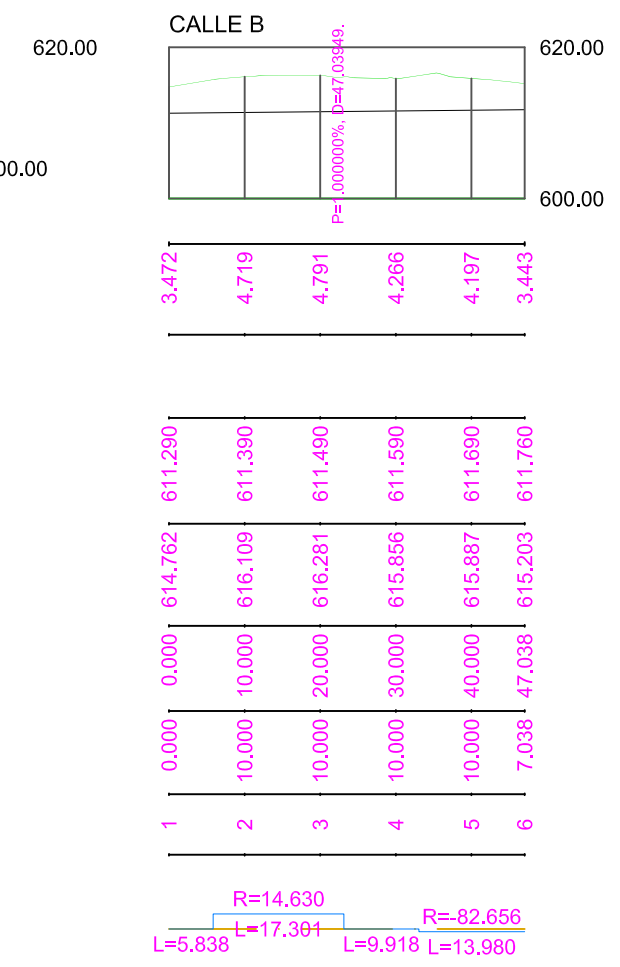 CALLE B
620.00
620.00
P=1.000000%, D=47.03949.
00.00
600.00
3.472 4.719 4.791 4.266 4.197 3.443
611.290 611.390 611.490 611.590 611.690 611.760
614.762 616.109 616.281 615.856 615.887 615.203
0.000 10.000 20.000 30.000 40.000 47.038
0.000 10.000 10.000 10.000 10.000 7.038
1 2 3 4 5 6
R=14.630
R=-82.656
L=17.301
L=5.838
L=9.918
L=13.980